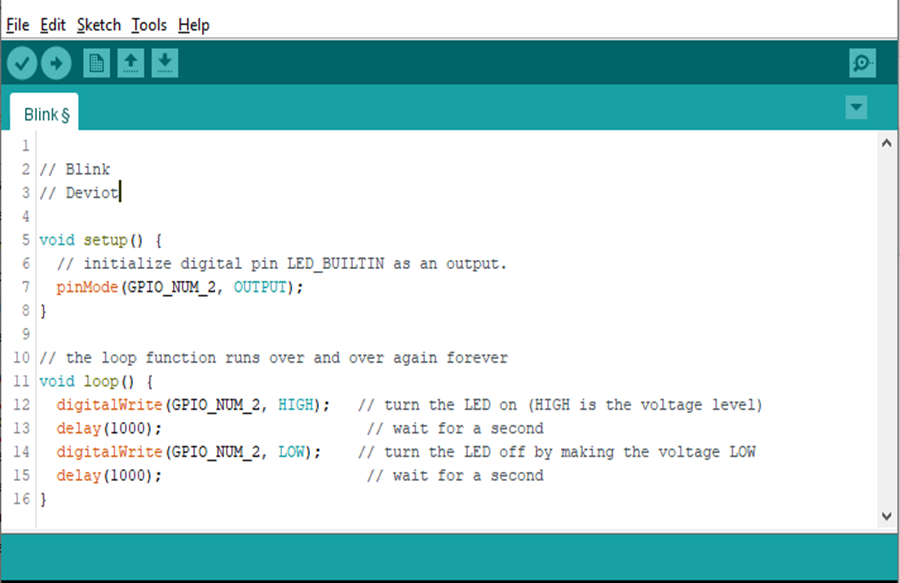 File Edit Sketch Tools Help
Blink §
1
2 // Blink
3 // Deviot
4
5 void setup() {
6   // initialize digital pin LED_BUILTIN as an output.
7   pinMode(GPIO_NUM_2, OUTPUT);
8 }
9
10 // the loop function runs over and over again forever
11 void loop() {
12   digitalWrite(GPIO_NUM_2, HIGH);   // turn the LED on (HIGH is the voltage level)
13   delay(1000);                       // wait for a second
14   digitalWrite(GPIO_NUM_2, LOW);    // turn the LED off by making the voltage LOW
15   delay(1000);                       // wait for a second
16 }